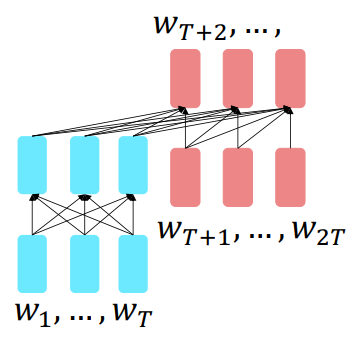 w_{T+2}, ... ,
w_{T+1}, ... , w_{2T}
w_1, ... , w_T